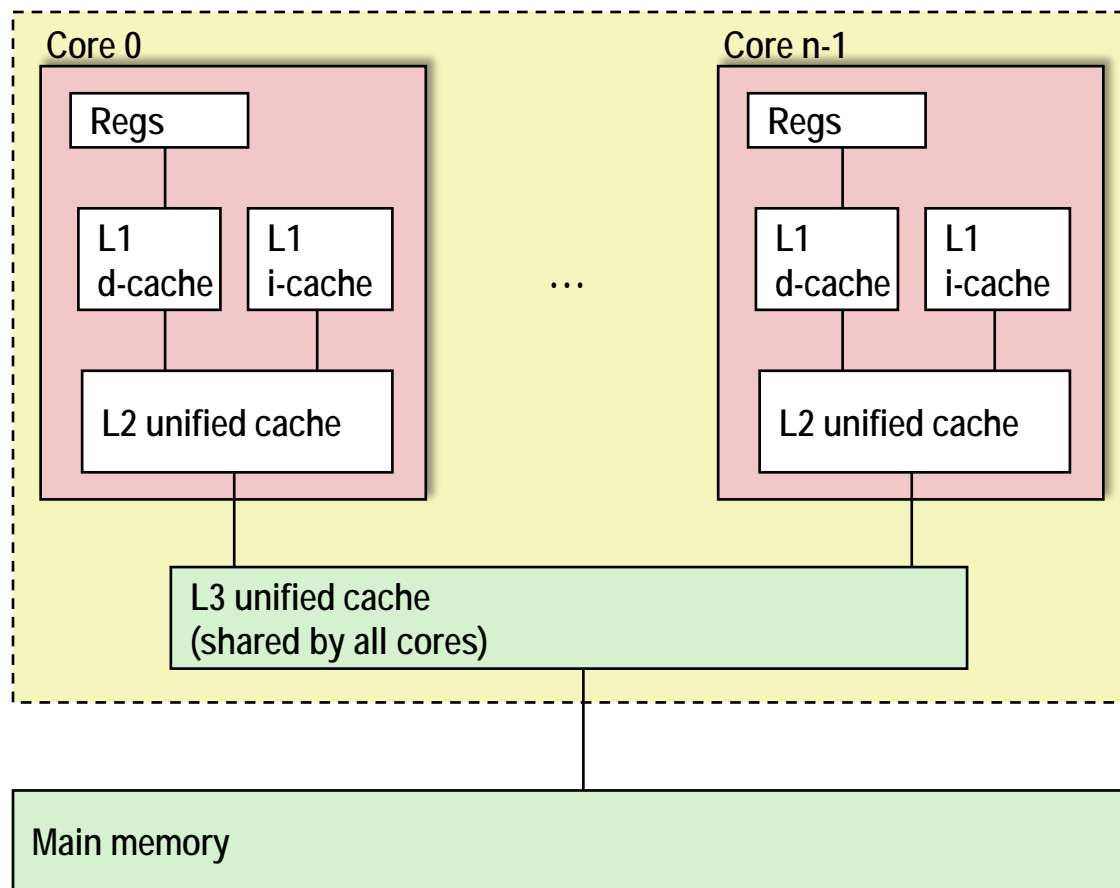 Core 0
Regs
L1
d-cache
L1
i-cache
L2 unified cache
…
Core n-1
Regs
L1
d-cache
L1
i-cache
L2 unified cache
L3 unified cache
(shared by all cores)
Main memory